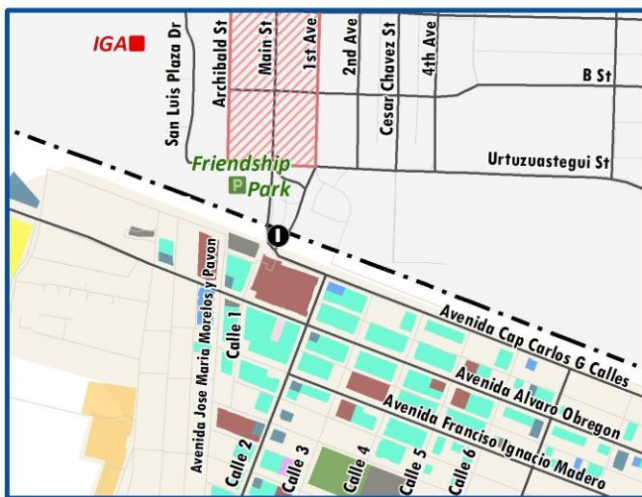 IGA
San Luis Plaza Dr
Archibald St
Main St
1st Ave
2nd Ave
Cesar Chavez St
4th Ave
B St
Urtuzuastegui St
Friendship
P
Park
I
Avenida Jose Maria Morelos y Pavon
Calle 1
Avenida Cap Carlos G Calles
Avenida Alvaro Obregon
Avenida Franciso Ignacio Madero
Calle 2
Calle 3
Calle 4
Calle 5
Calle 6